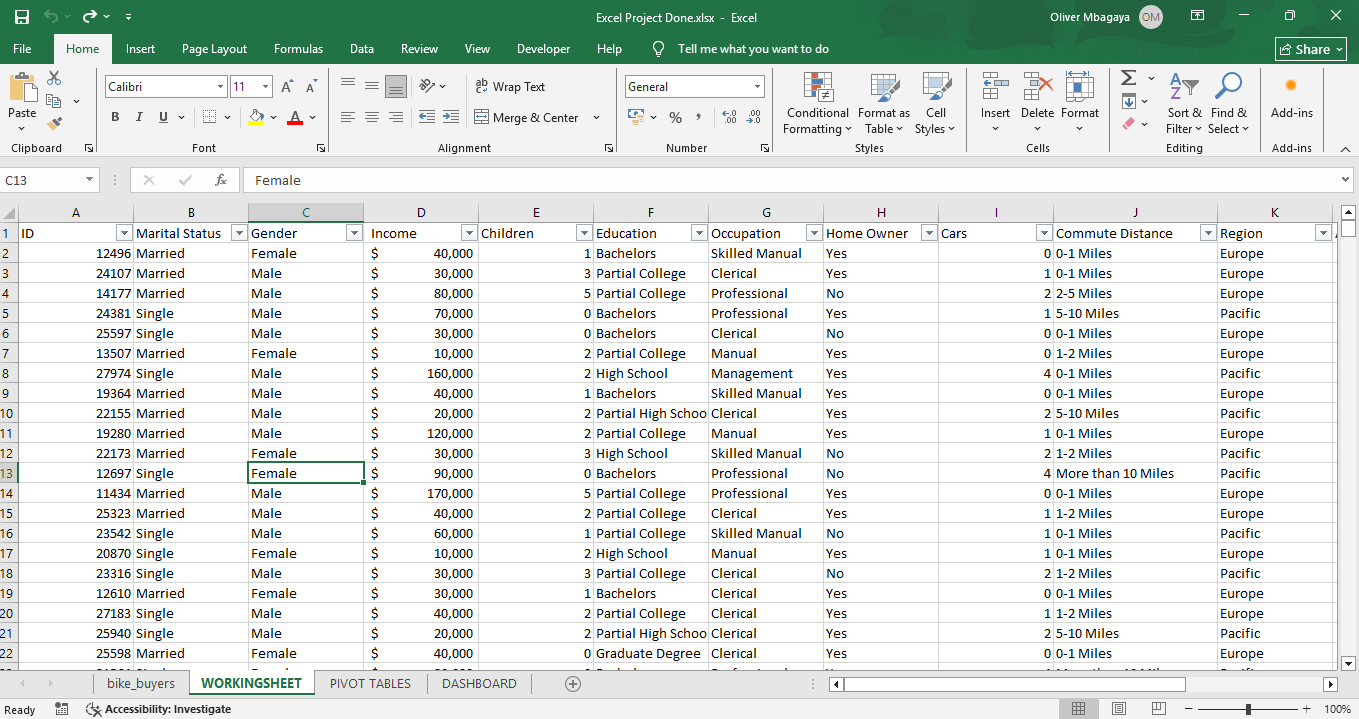 Excel Project Done.xlsx - Excel
Oliver Mbagaya OM
File Home Insert Page Layout Formulas Data Review View Developer Help Tell me what you want to do Share
Calibri 11 Wrap Text General
Paste B I U Merge & Center % Conditional Formatting Format as Table Cell Styles Insert Delete Format Sort & Filter Find & Select Add-ins
Clipboard Font Alignment Number Styles Cells Editing Add-ins
C13 fx Female
A B C D E F G H I J K
1 ID Marital Status Gender Income Children Education Occupation Home Owner Cars Commute Distance Region
2 12496 Married Female $ 40,000 1 Bachelors Skilled Manual Yes 0 0-1 Miles Europe
3 24107 Married Male $ 30,000 3 Partial College Clerical Yes 1 0-1 Miles Europe
4 14177 Married Male $ 80,000 5 Partial College Professional No 2 2-5 Miles Europe
5 24381 Single Male $ 70,000 0 Bachelors Professional Yes 1 5-10 Miles Pacific
6 25597 Single Male $ 30,000 0 Bachelors Clerical No 0 0-1 Miles Europe
7 13507 Married Female $ 10,000 2 Partial College Manual Yes 0 1-2 Miles Europe
8 27974 Single Male $ 160,000 2 High School Management Yes 4 0-1 Miles Pacific
9 19364 Married Male $ 40,000 1 Bachelors Skilled Manual Yes 0 0-1 Miles Europe
10 22155 Married Male $ 20,000 2 Partial High Schoo Clerical Yes 2 5-10 Miles Pacific
11 19280 Married Male $ 120,000 2 Partial College Manual Yes 1 0-1 Miles Europe
12 22173 Married Female $ 30,000 3 High School Skilled Manual No 2 1-2 Miles Pacific
13 12697 Single Female $ 90,000 0 Bachelors Professional No 4 More than 10 Miles Pacific
14 11434 Married Male $ 170,000 5 Partial College Professional Yes 0 0-1 Miles Europe
15 25323 Married Male $ 40,000 2 Partial College Clerical Yes 1 1-2 Miles Europe
16 23542 Single Male $ 60,000 1 Partial College Skilled Manual No 1 0-1 Miles Pacific
17 20870 Single Female $ 10,000 2 High School Manual Yes 1 0-1 Miles Europe
18 23316 Single Male $ 30,000 3 Partial College Clerical No 2 1-2 Miles Pacific
19 12610 Married Female $ 30,000 1 Bachelors Clerical Yes 0 0-1 Miles Europe
20 27183 Single Male $ 40,000 2 Partial College Clerical Yes 1 1-2 Miles Europe
21 25940 Single Male $ 20,000 2 Partial High Schoo Clerical Yes 2 5-10 Miles Pacific
22 25598 Married Female $ 40,000 0 Graduate Degree Clerical Yes 0 0-1 Miles Europe
bike_buyers WORKINGSHEET PIVOT TABLES DASHBOARD
Ready Accessibility: Investigate 100%